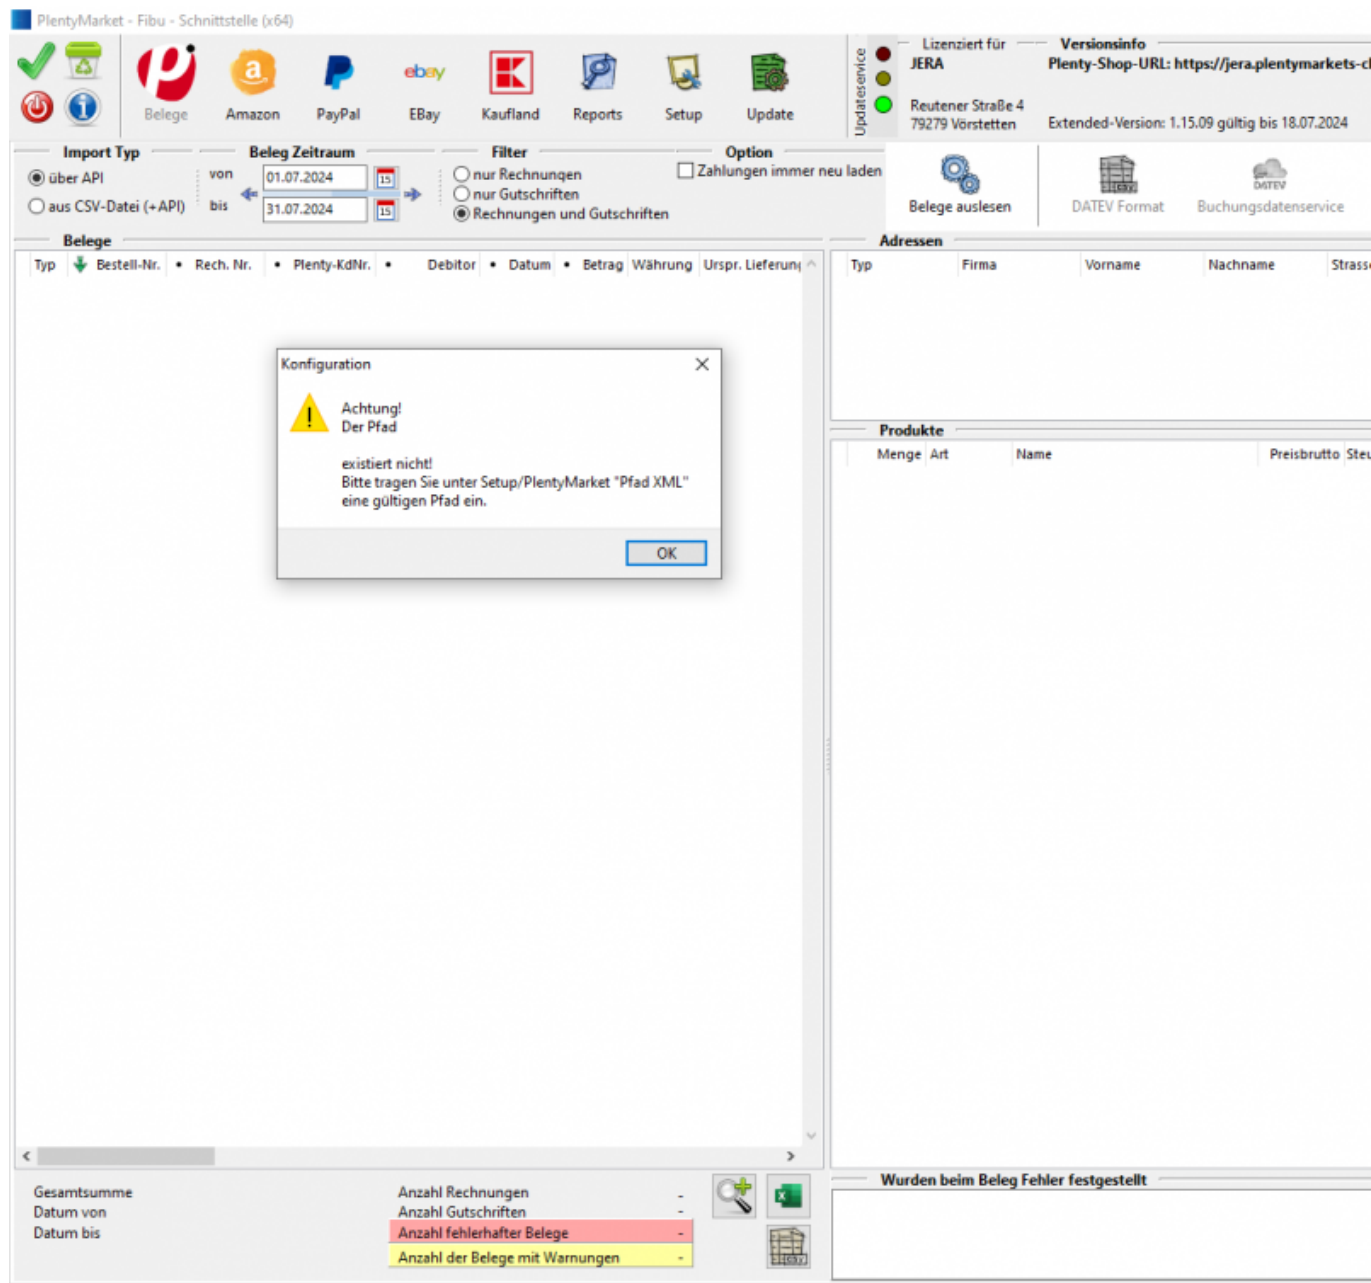 PlentyMarket - Fibu - Schnittstelle (x64)
Belege
Amazon
PayPal
ebay
EBay
Kaufland
Reports
Setup
Update
Updateservice
Lizenziert für
JERA
Reutener Straße 4
79279 Vörstetten
Versionsinfo
Plenty-Shop-URL: https://jera.plentymarkets-cl
Extended-Version: 1.15.09 gültig bis 18.07.2024
Import Typ
über API
aus CSV-Datei (+API)
Beleg Zeitraum
von 01.07.2024 15
bis 31.07.2024 15
Filter
nur Rechnungen
nur Gutschriften
Rechnungen und Gutschriften
Option
Zahlungen immer neu laden
Belege auslesen
DATEV Format
DATEV
Buchungsdatenservice
Belege
Typ Bestell-Nr. • Rech. Nr. • Plenty-KdNr. • Debitor • Datum • Betrag Währung Urspr. Lieferung
Adressen
Typ Firma Vorname Nachname Strasse
Konfiguration
Achtung!
Der Pfad
existiert nicht!
Bitte tragen Sie unter Setup/PlentyMarket "Pfad XML"
eine gültigen Pfad ein.
OK
Produkte
Menge Art Name Preisbrutto Steu
Gesamtsumme
Datum von
Datum bis
Anzahl Rechnungen -
Anzahl Gutschriften -
Anzahl fehlerhafter Belege -
Anzahl der Belege mit Warnungen -
Wurden beim Beleg Fehler festgestellt